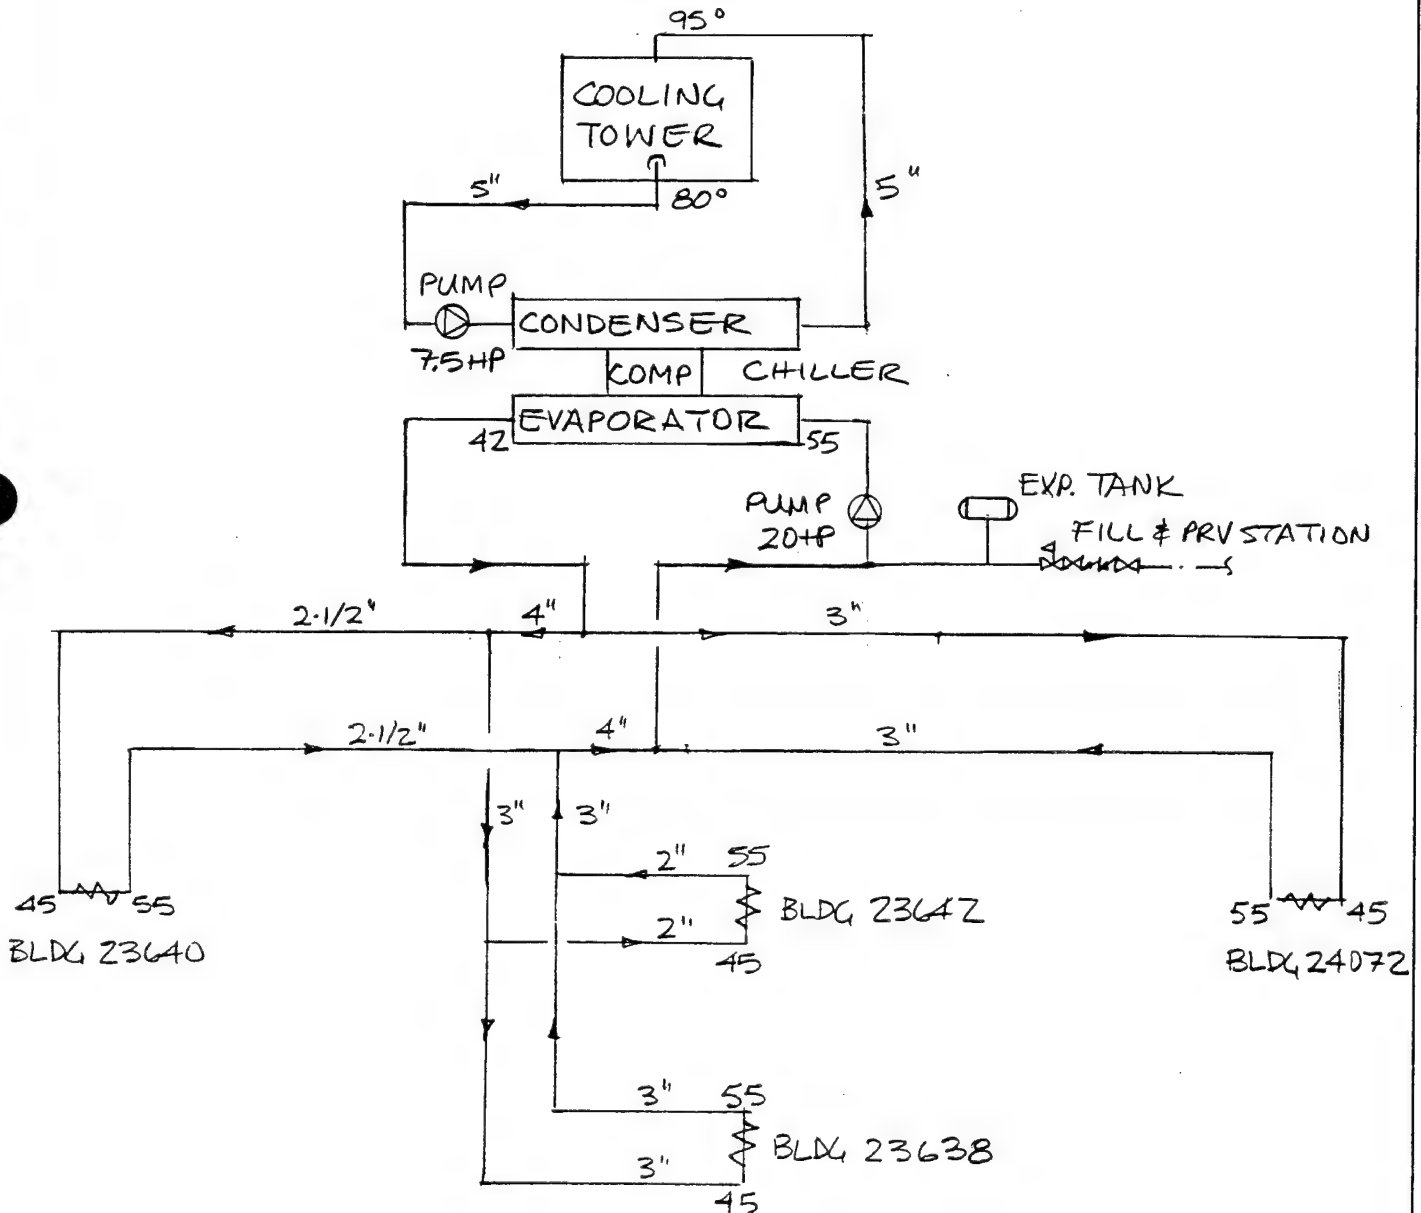 95°
COOLING
TOWER
5"
80°
5"
PUMP
CONDENSER
7.5HP
COMP
CHILLER
EVAPORATOR
42
55
PUMP
20HP
EXP. TANK
FILL & PRV STATION
2-1/2"
4"
3"
2-1/2"
4"
3"
3"
3"
2"
55
45
55
BLDG 23640
BLDG 23642
2"
45
55
45
BLDG 24072
3"
55
BLDG 23638
3"
45